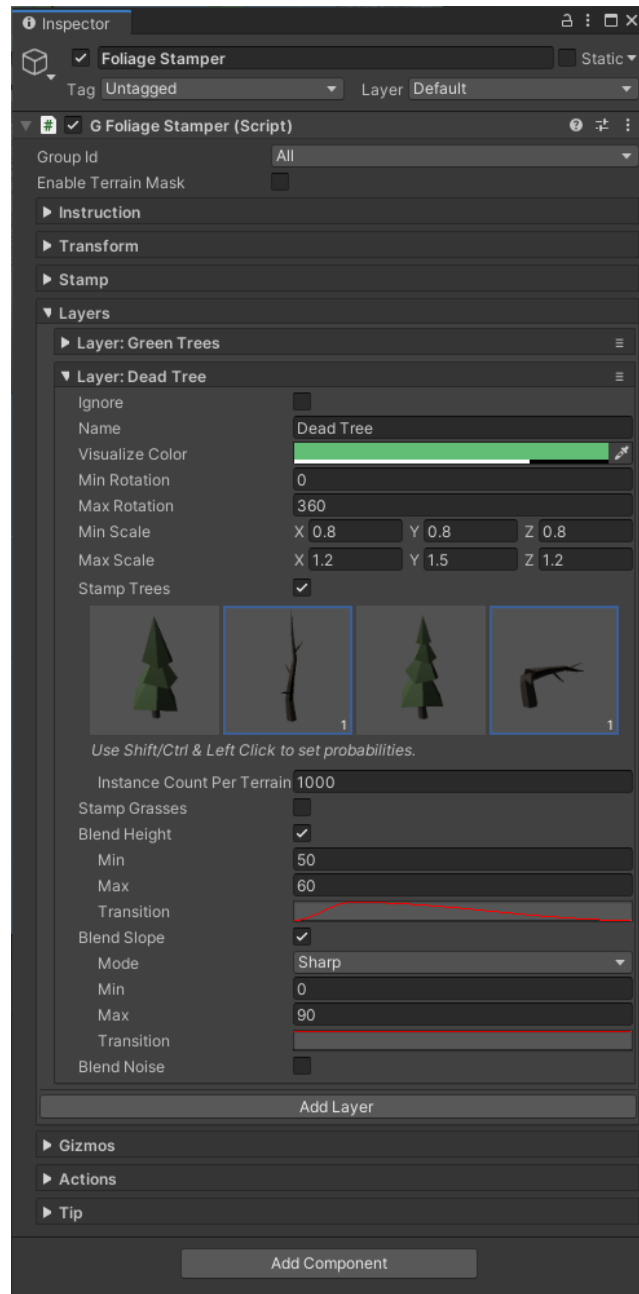 Inspector
Foliage Stamper Static
Tag Untagged Layer Default
G Foliage Stamper (Script)
Group Id All
Enable Terrain Mask
Instruction
Transform
Stamp
Layers
Layer: Green Trees
Layer: Dead Tree
Ignore
Name Dead Tree
Visualize Color
Min Rotation 0
Max Rotation 360
Min Scale X 0.8 Y 0.8 Z 0.8
Max Scale X 1.2 Y 1.5 Z 1.2
Stamp Trees
1 1
Use Shift/Ctrl & Left Click to set probabilities.
Instance Count Per Terrain 1000
Stamp Grasses
Blend Height
Min 50
Max 60
Transition
Blend Slope
Mode Sharp
Min 0
Max 90
Transition
Blend Noise
Add Layer
Gizmos
Actions
Tip
Add Component